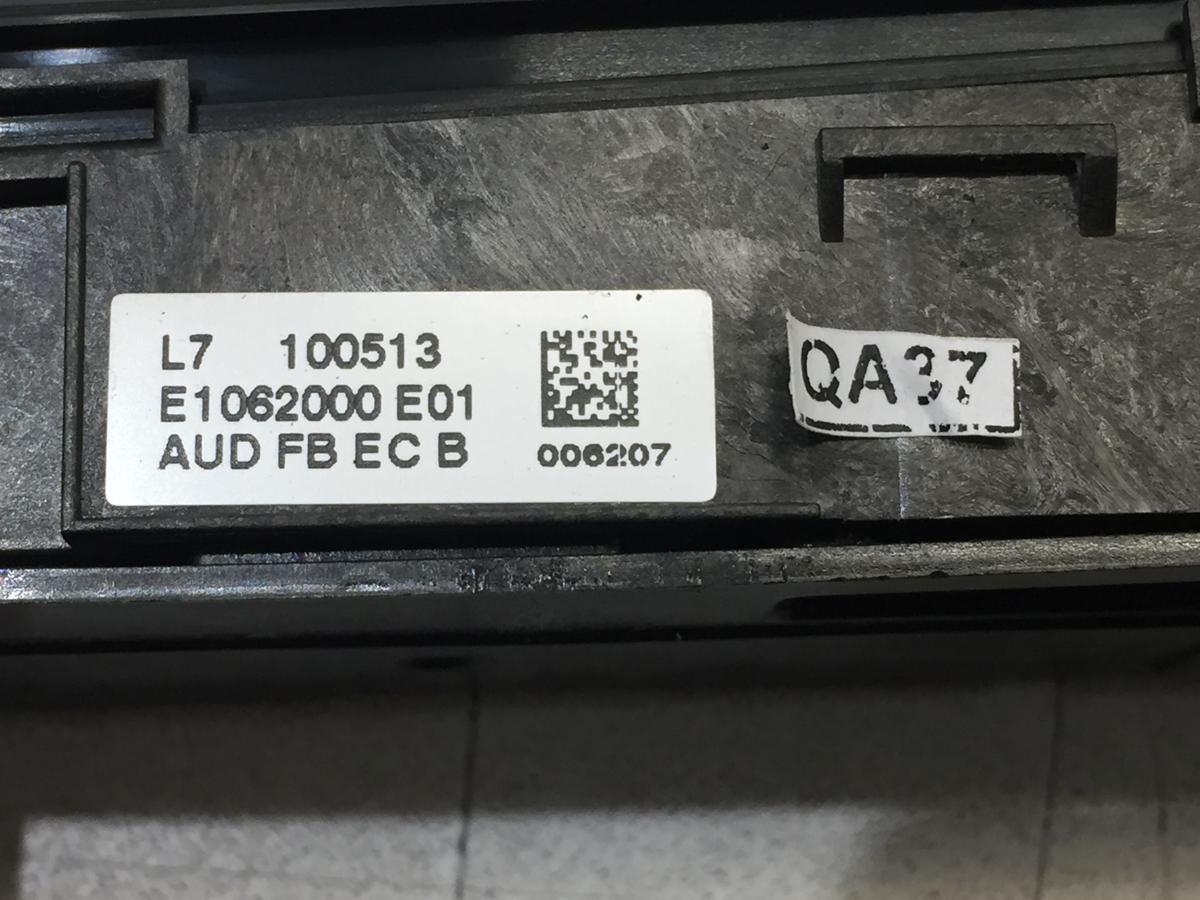 L7 100513
E1062000 E01
AUD FB EC B
006207
QA37